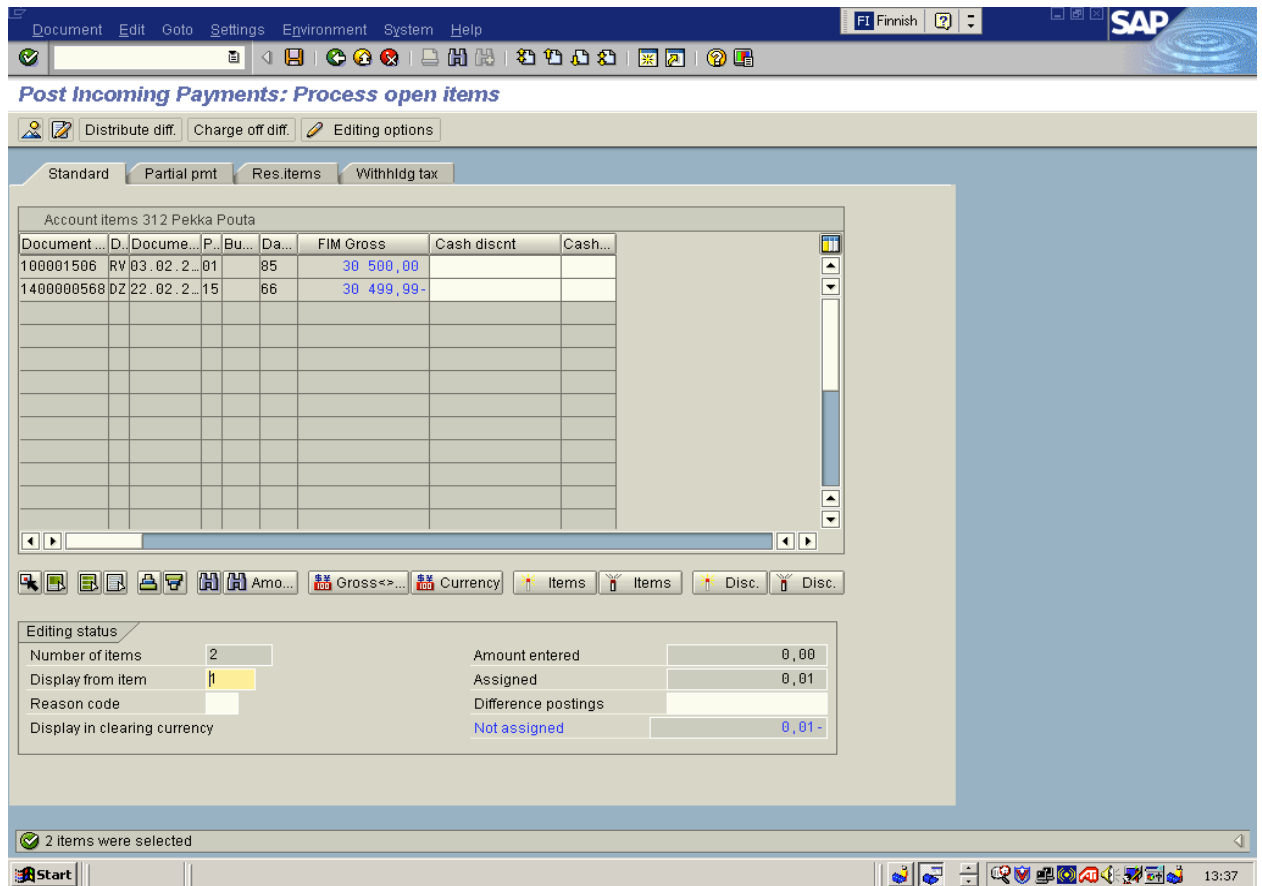 Document Edit Goto Settings Environment System Help
FI Finnish
SAP
Post Incoming Payments: Process open items
Distribute diff. Charge off diff. Editing options
Standard Partial pmt Res.items Withhldg tax
Account items 312 Pekka Pouta
Document ... D.. Docume... P.. Bu... Da... FIM Gross Cash discnt Cash...
100001506 RV 03.02.2… 01 85 30 500,00
1400000568 DZ 22.02.2… 15 66 30 499,99-
Amo... Gross<>... Currency Items Items Disc. Disc.
Editing status
Number of items 2 Amount entered 0,00
Display from item 1 Assigned 0,01
Reason code Difference postings
Display in clearing currency Not assigned 0,01-
2 items were selected
Start 13:37